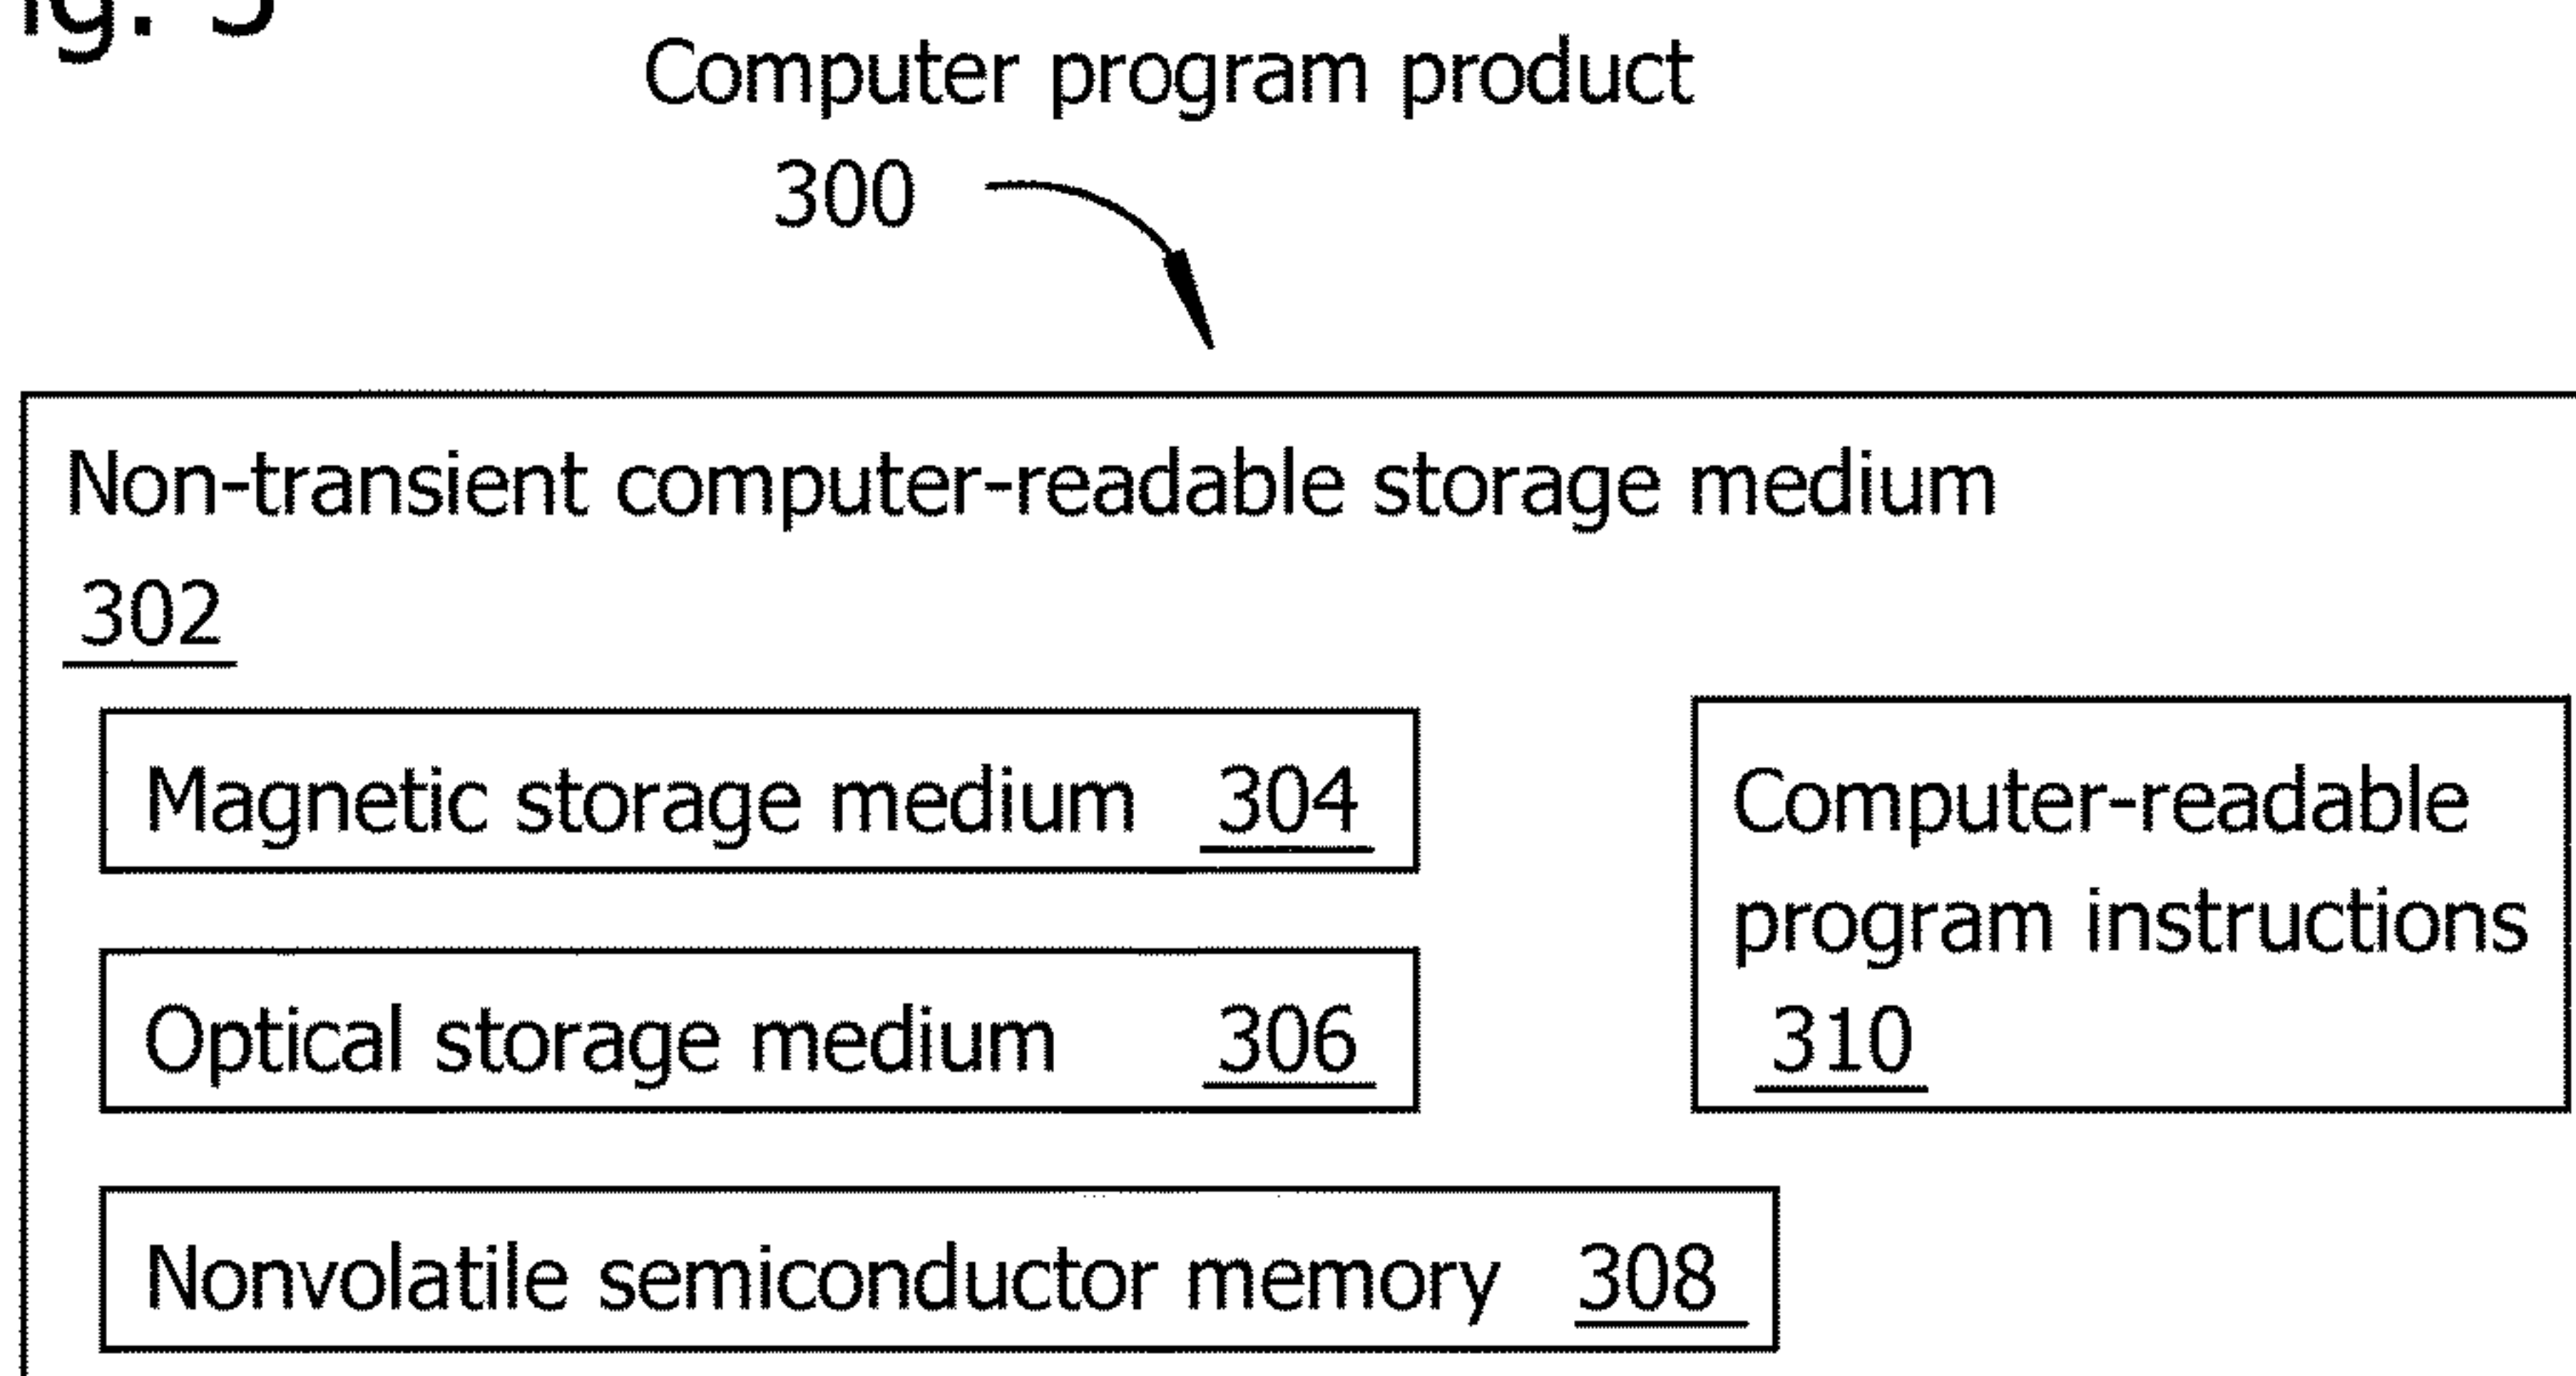 Computer program product
300
Non-transient computer-readable storage medium
302
Magnetic storage medium 304
Computer-readable
program instructions
310
Optical storage medium 306
Nonvolatile semiconductor memory 308